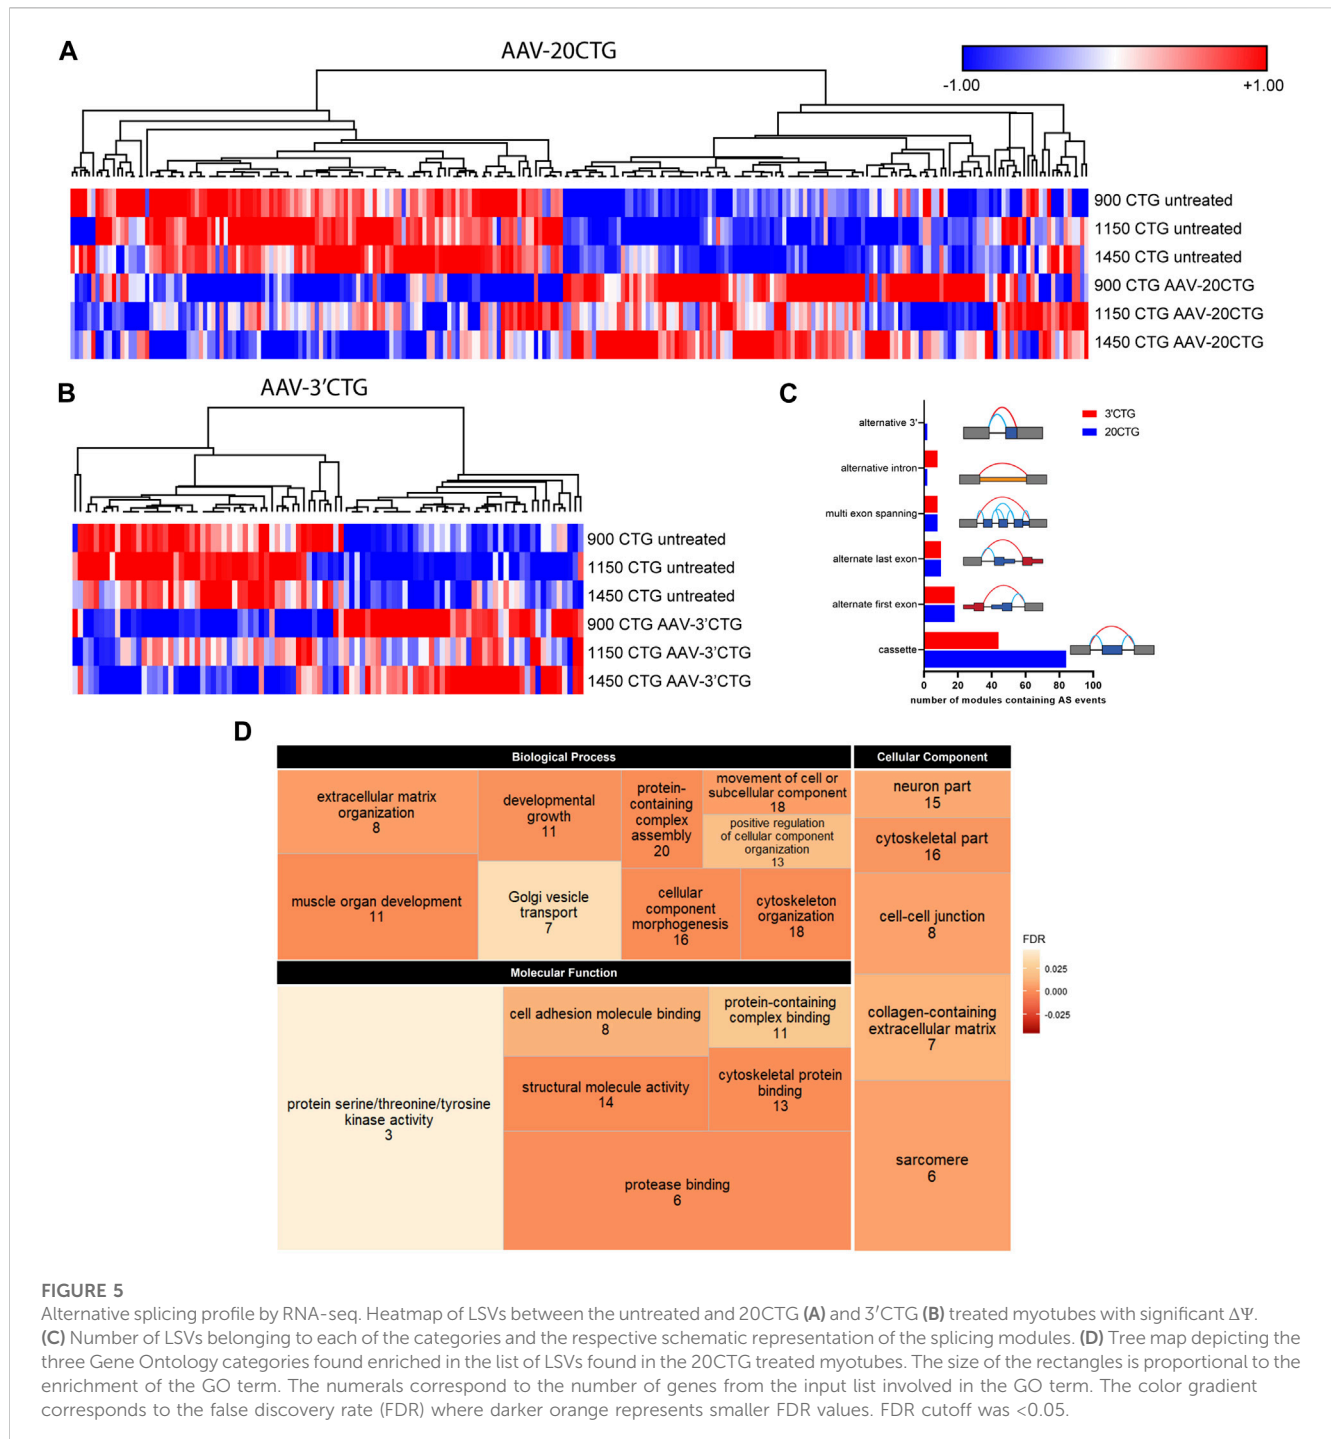 A
AAV-20CTG
-1.00
+1.00
900 CTG untreated
1150 CTG untreated
1450 CTG untreated
900 CTG AAV-20CTG
1150 CTG AAV-20CTG
1450 CTG AAV-20CTG
B
AAV-3'CTG
900 CTG untreated
1150 CTG untreated
1450 CTG untreated
900 CTG AAV-3'CTG
1150 CTG AAV-3'CTG
1450 CTG AAV-3'CTG
C
3'CTG
20CTG
alternative 3'
alternative intron
multi exon spanning
alternate last exon
alternate first exon
cassette
0 20 40 60 80 100
number of modules containing AS events
D
Biological Process
extracellular matrix
organization
8
developmental
growth
11
protein-
containing
complex
assembly
20
movement of cell or
subcellular component
18
positive regulation
of cellular component
organization
13
muscle organ development
11
Golgi vesicle
transport
7
cellular
component
morphogenesis
16
cytoskeleton
organization
18
Molecular Function
protein serine/threonine/tyrosine
kinase activity
3
cell adhesion molecule binding
8
protein-containing
complex binding
11
structural molecule activity
14
cytoskeletal protein
binding
13
protease binding
6
Cellular Component
neuron part
15
cytoskeletal part
16
cell-cell junction
8
collagen-containing
extracellular matrix
7
sarcomere
6
FDR
0.025
0.000
-0.025
FIGURE 5
Alternative splicing profile by RNA-seq. Heatmap of LSVs between the untreated and 20CTG (A) and 3′CTG (B) treated myotubes with significant ΔΨ.
(C) Number of LSVs belonging to each of the categories and the respective schematic representation of the splicing modules. (D) Tree map depicting the
three Gene Ontology categories found enriched in the list of LSVs found in the 20CTG treated myotubes. The size of the rectangles is proportional to the
enrichment of the GO term. The numerals correspond to the number of genes from the input list involved in the GO term. The color gradient
corresponds to the false discovery rate (FDR) where darker orange represents smaller FDR values. FDR cutoff was <0.05.